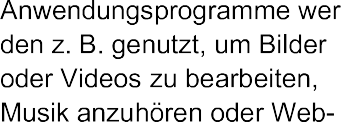 Anwendungsprogramme wer
den z. B. genutzt, um Bilder
oder Videos zu bearbeiten,
Musik anzuhören oder Web-